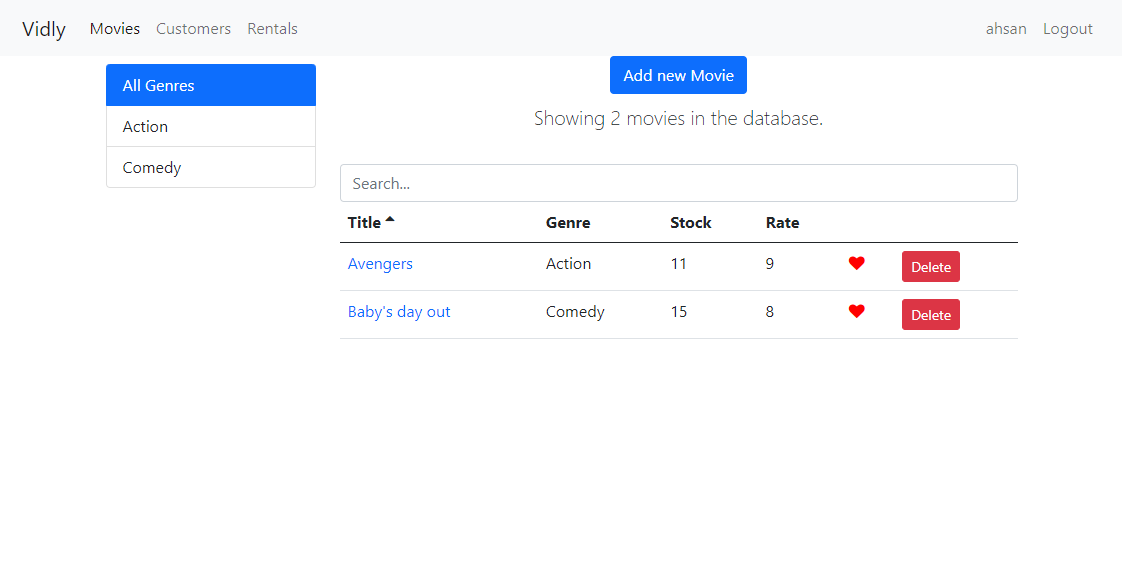 Vidly Movies Customers Rentals ahsan Logout
All Genres
Action
Comedy
Add new Movie
Showing 2 movies in the database.
Search...
Title Genre Stock Rate
Avengers Action 11 9 Delete
Baby's day out Comedy 15 8 Delete